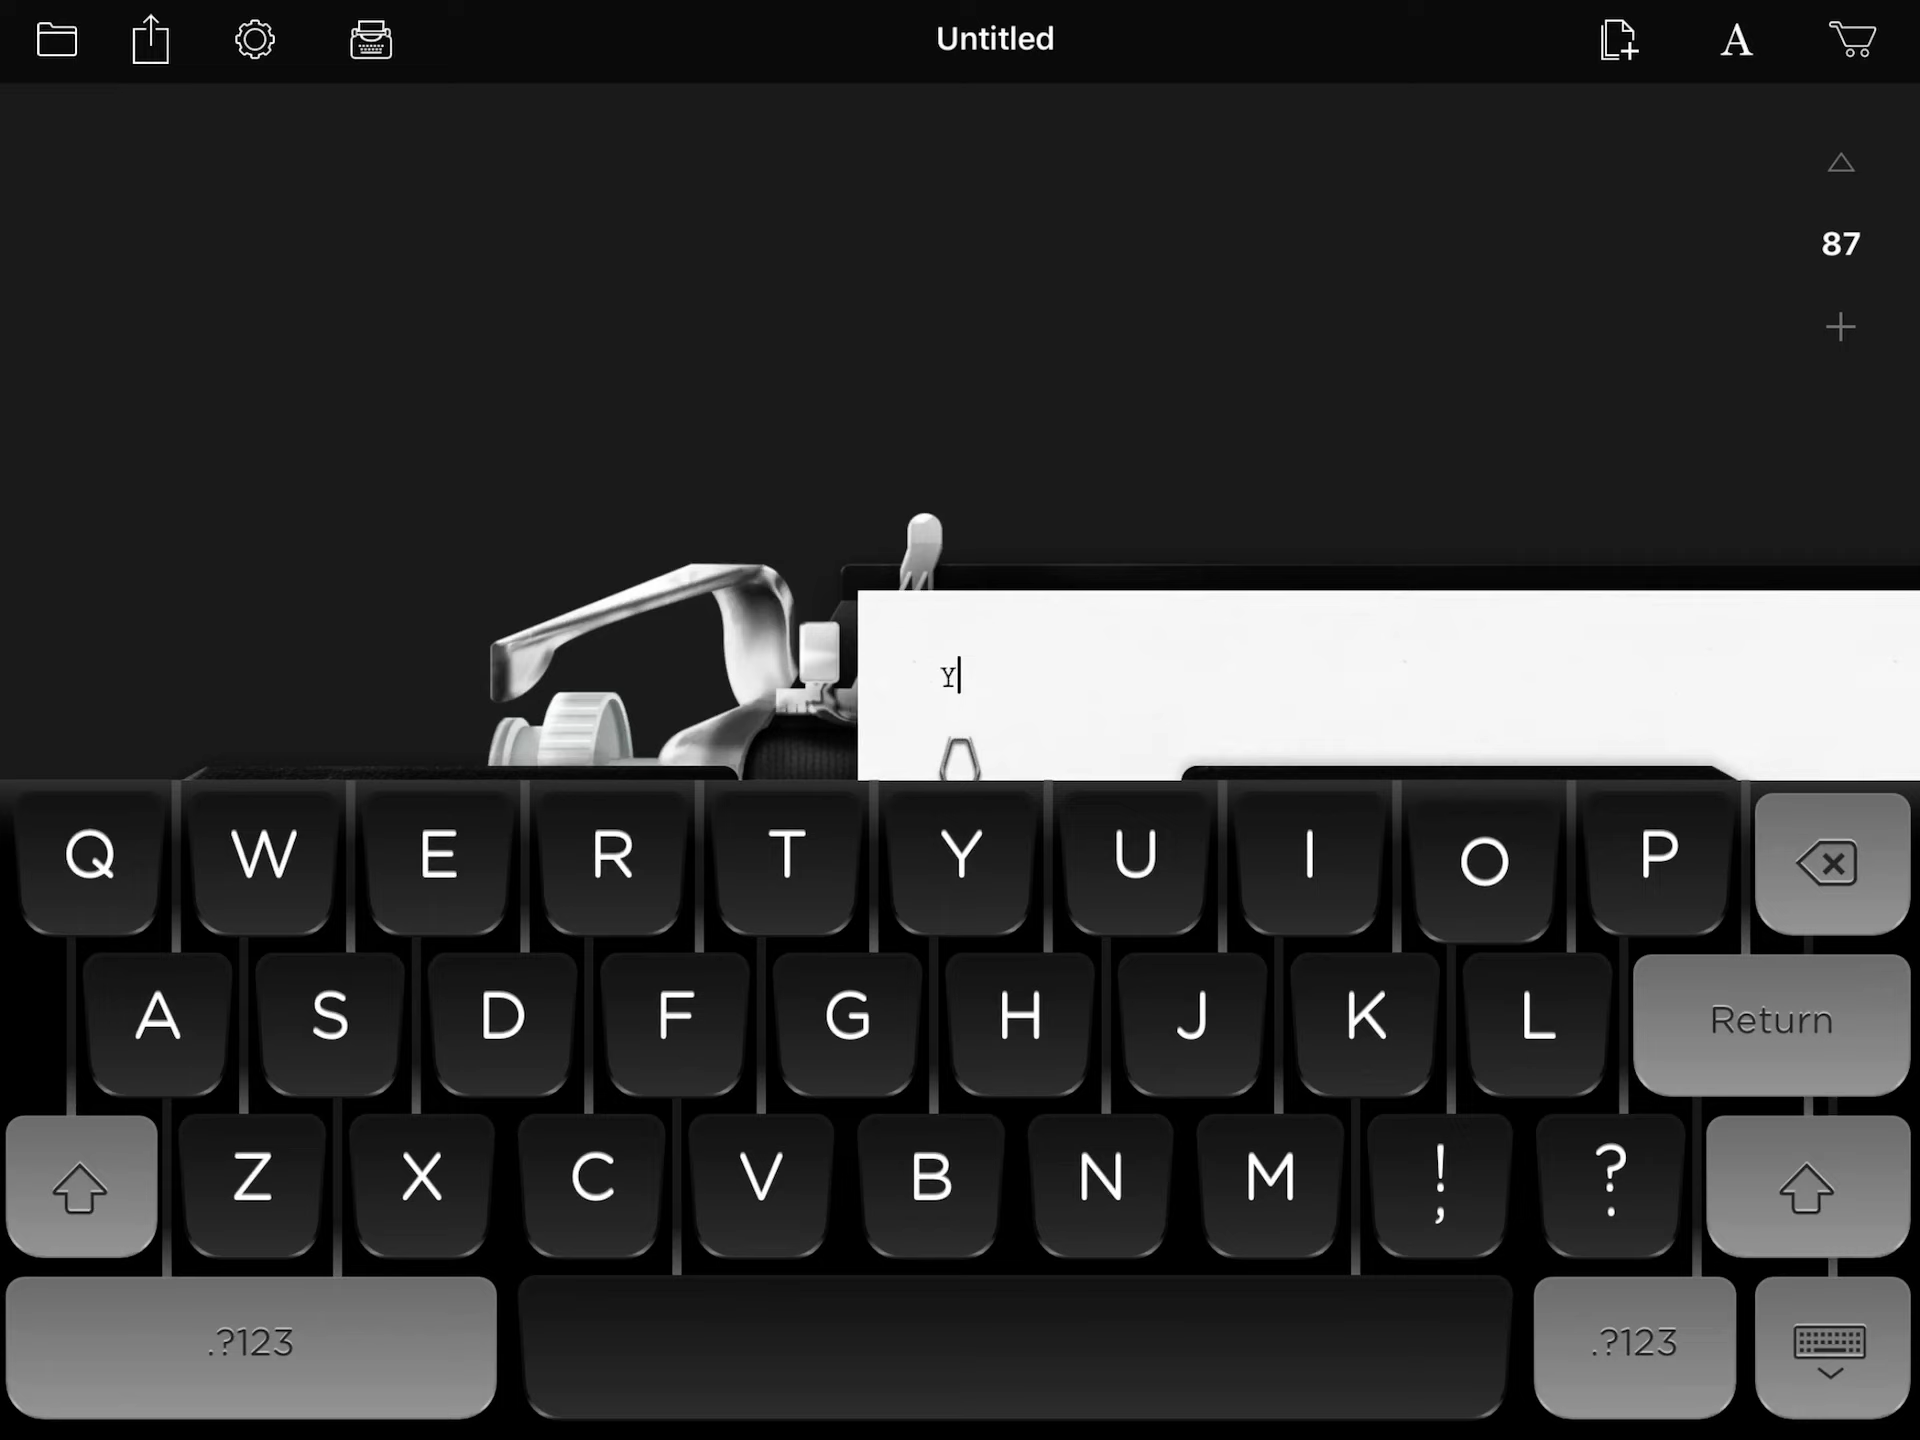 Untitled
A
87
Y
Q W E R T Y U I O P
A S D F G H J K L Return
Z X C V B N M ! , ? .
.?123 .?123